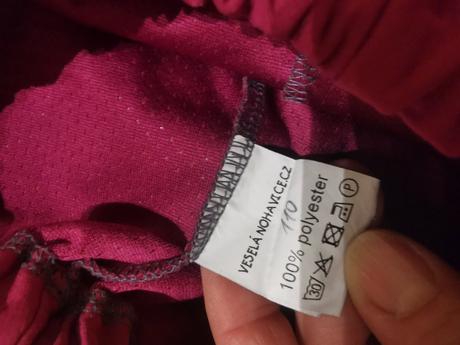 VESELÁ NOHAVICE.CZ
110
100% polyester
30 P